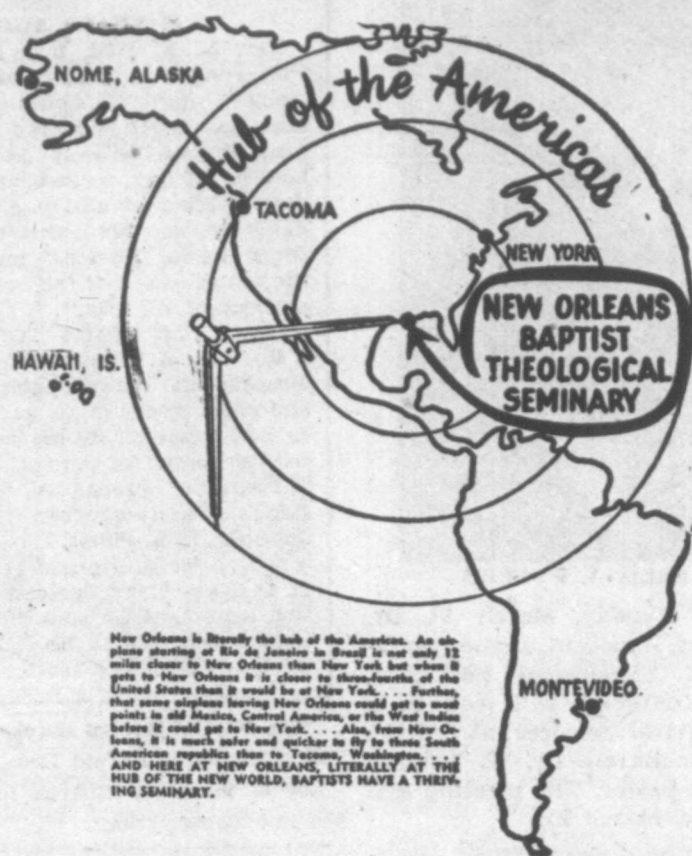 NOME, ALASKA
Hub of the Americas
TACOMA
NEW YORK
NEW ORLEANS
BAPTIST
THEOLOGICAL
SEMINARY
HAWAII, IS.
New Orleans is literally the hub of the Americas. An air-
plane starting at Rio de Janeiro in Brazil is not only 12
miles closer to New Orleans than New York but when it
gets to New Orleans it is closer to three-fourths of the
United States than it would be at New York. . . . . Further,
that same airplane leaving New Orleans could get to most
points in old Mexico, Central America, or the West Indies
before it could get to New York. . . . . Also, from New Or-
leans, it is much safer and quicker to fly to three South
American republics than to Tacoma, Washington. . . . .
AND HERE AT NEW ORLEANS, LITERALLY AT THE
HUB OF THE NEW WORLD, BAPTISTS HAVE A THRIV-
ING SEMINARY.
MONTEVIDEO